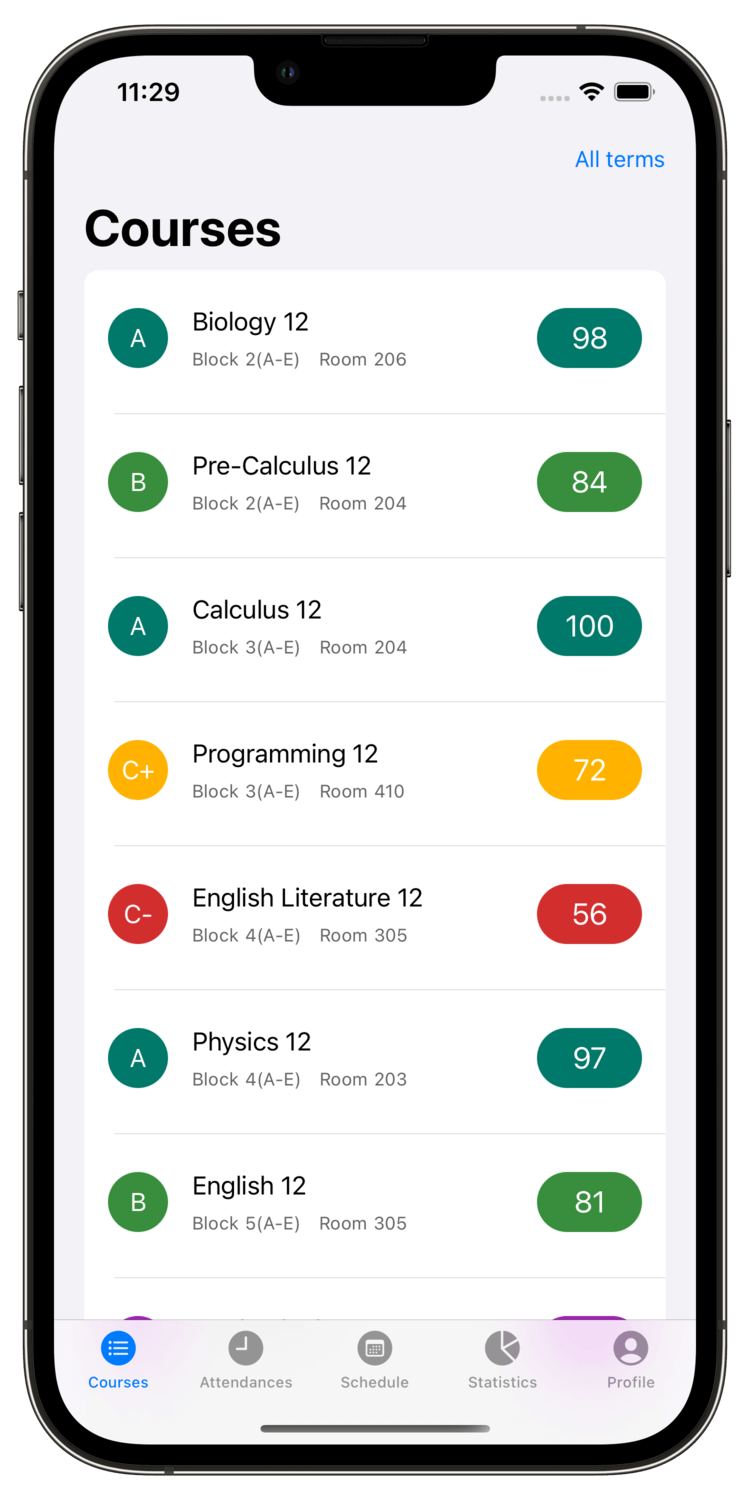 11:29
All terms
Courses
A
Biology 12
Block 2(A-E) Room 206
98
B
Pre-Calculus 12
Block 2(A-E) Room 204
84
A
Calculus 12
Block 3(A-E) Room 204
100
C+
Programming 12
Block 3(A-E) Room 410
72
C-
English Literature 12
Block 4(A-E) Room 305
56
A
Physics 12
Block 4(A-E) Room 203
97
B
English 12
Block 5(A-E) Room 305
81
Courses Attendances Schedule Statistics Profile